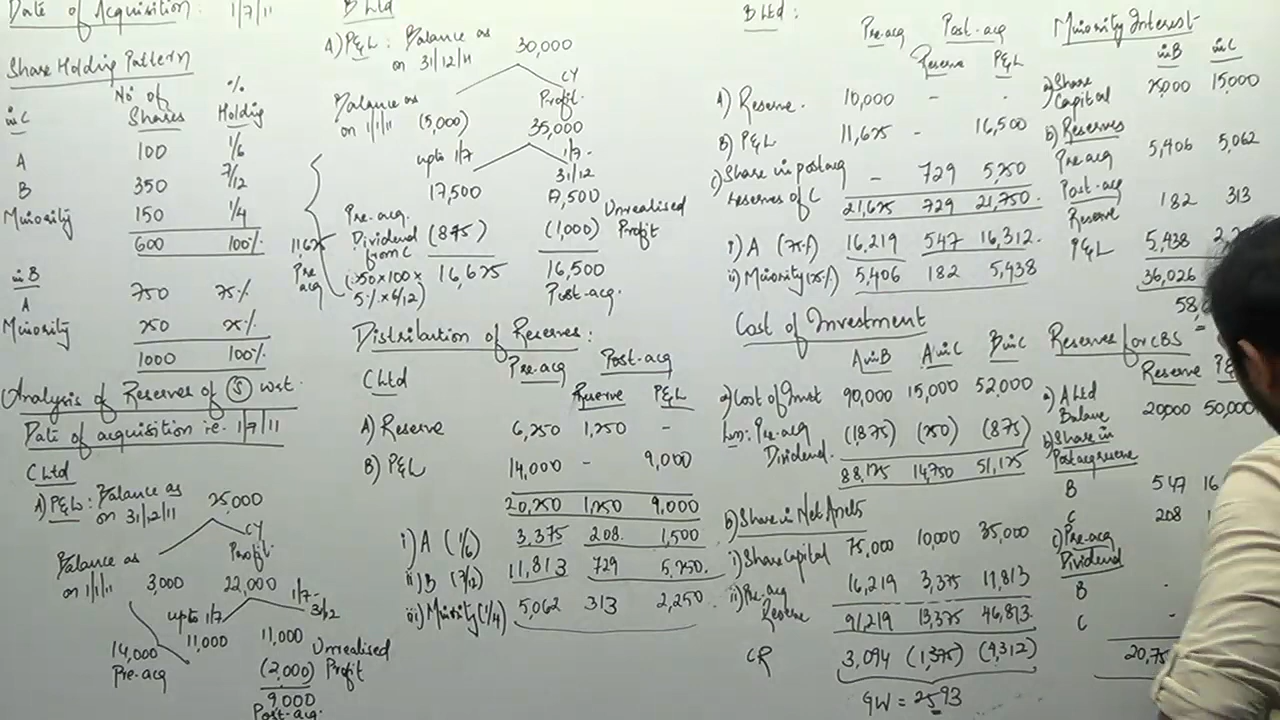 Date of Acquisition: 1/7/11
Share Holding Pattern
No of Shares % Holding
in C
A 100 1/6
B 350 7/12
Minority 150 1/4
600 100%
in B
A 750 75%
Minority 250 25%
1000 100%
Analysis of Reserves of (S) wrt.
Date of acquisition ie. 1/7/11
C Ltd
A) P&L: Balance as on 31/12/11 25,000
Balance as on 1/1/11 3,000
CY Profit 22,000
upto 1/7 11,000
1/7 - 31/12 11,000
Unrealised Profit (2,000)
14,000 Pre-acq
9,000 Post-acq.
B Ltd
A) P&L: Balance as on 31/12/11 30,000
Balance as on 1/1/11 (5,000)
CY Profit. 35,000
upto 1/7 17,500
1/7 - 31/12 17,500
Pre-acq. Dividend from C (875)
(1,000) Unrealised Profit
(350×100× 5%×6/12)
16,625 16,500
Post-acq.
11,625 Pre acq
Distribution of Reserves:
C Ltd Pre-acq Post-acq
Reserve P&L
A) Reserve 6,250 1,250 -
B) P&L 14,000 - 9,000
20,250 1,250 9,000
i) A (1/6) 3,375 208 1,500
ii) B (7/12) 11,813 729 5,250
iii) Minority (1/4) 5,062 313 2,250
B Ltd: Pre-acq Post-acq
Reserve P&L
A) Reserve. 10,000 - -
B) P&L 11,625 - 16,500
c) Share in post acq reserves of C - 729 5,250
21,625 729 21,750
i) A (75%) 16,219 547 16,312
ii) Minority (25%) 5,406 182 5,438
Cost of Investment
A in B A in C B in C
a) Cost of Invst 90,000 15,000 52,000
Less: Pre-acq Dividend (1875) (250) (875)
88,125 14,750 51,125
b) Share in Net Assets
i) Share Capital 75,000 10,000 35,000
ii) Pre-acq Reserve 16,219 3,375 11,813
91,219 13,375 46,813
CR 3,094 (1,375) (4,312)
GW = 2593
Minority Interest
in B in C
a) Share Capital 25,000 15,000
b) Reserves
Pre acq 5,406 5,062
Post-acq
Reserve 182 313
P&L 5,438
36,026
Reserves for CBS
Reserve
a) A Ltd Balance 20,000 50,000
b) Share in Post acq reserve
B 547
C 208
c) Pre-acq Dividend
B -
C -